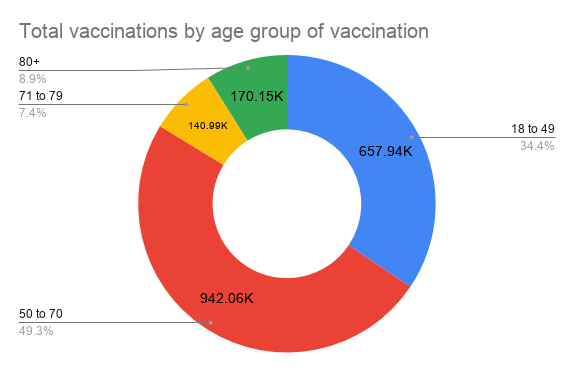 Total vaccinations by age group of vaccination
80+
8.9%
71 to 79
7.4%
50 to 70
49.3%
18 to 49
34.4%
170.15K
140.99K
657.94K
942.06K